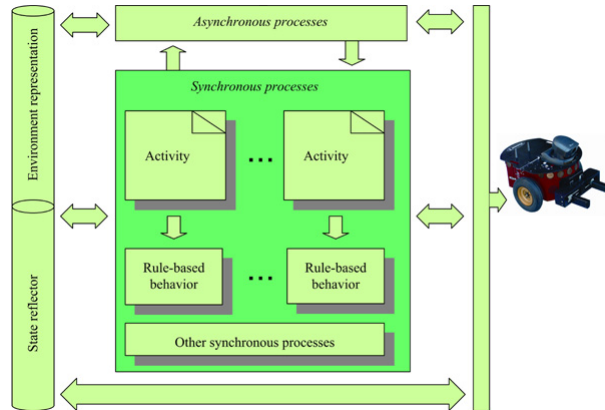 Asynchronous processes
Environment representation
State reflector
Synchronous processes
Activity
Activity
Rule-based
behavior
Rule-based
behavior
Other synchronous processes